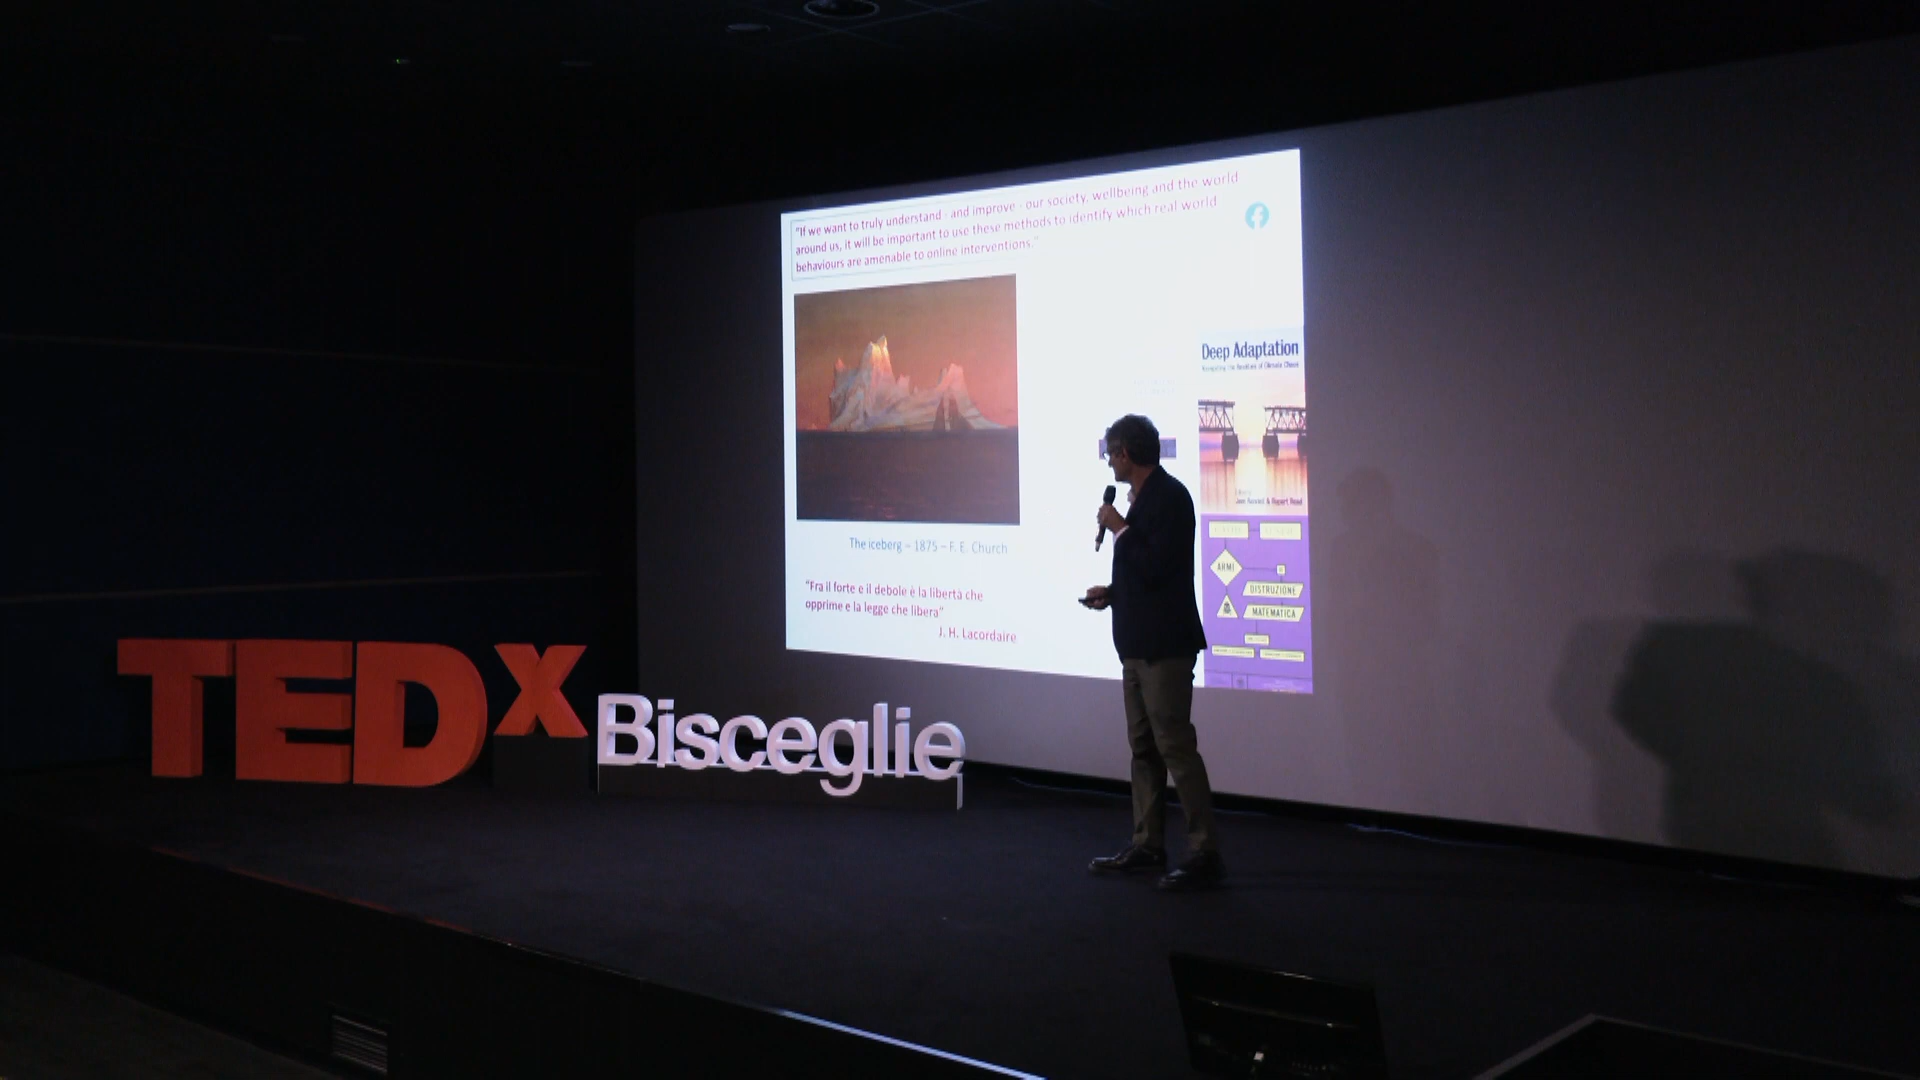 "If we want to truly understand - and improve - our society, wellbeing and the world
around us, it will be important to use these methods to identify which real world
behaviours are amenable to online interventions."
The iceberg – 1875 – F. E. Church
"Fra il forte e il debole è la libertà che
opprime e la legge che libera"
J. H. Lacordaire
Deep Adaptation
& Rupert Read
ARMI
DISTRUZIONE
MATEMATICA
TEDx Bisceglie